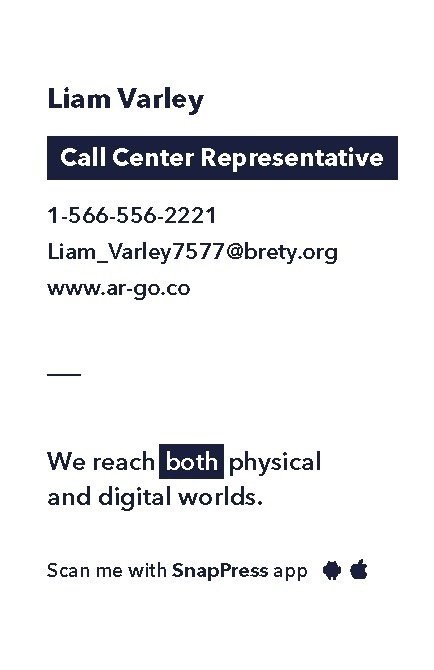 Liam Varley
Call Center Representative
1-566-556-2221
Liam_Varley7577@brety.org
www.ar-go.co
We reach both physical
and digital worlds.
Scan me with SnapPress app